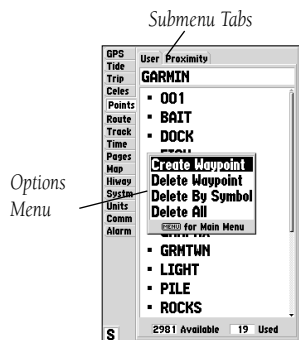 Submenu Tabs
GPS
Tide
Trip
Celes
Points
Route
Track
Time
Pages
Map
Hiway
Systm
Units
Comm
Alarm
User Proximity
GARMIN
001
BAIT
DOCK
Create Waypoint
Delete Waypoint
Delete By Symbol
Delete All
MENU for Main Menu
GRMTWN
LIGHT
PILE
ROCKS
2981 Available 19 Used
S
Options
Menu